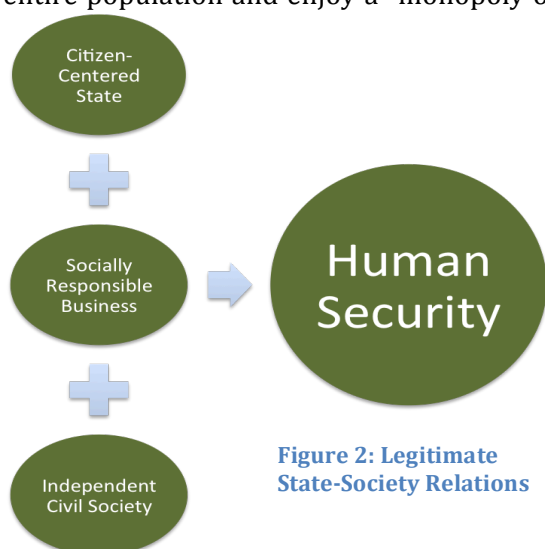 entire population and enjoy a "monopoly o
Citizen-
Centered
State
Socially
Responsible
Business
Human
Security
Figure 2: Legitimate
State-Society Relations
Independent
Civil Society